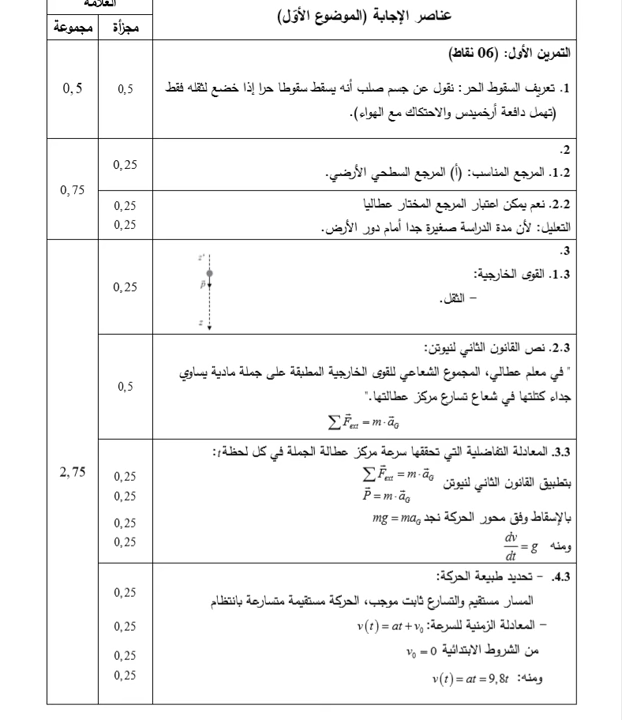 العلامة
عناصر الإجابة (الموضوع الأوّل)
مجزأة
مجموعة
التمرين الأول: (06 نقاط)
1. تعريف السقوط الحر: نقول عن جسم صلب أنه يسقط سقوطا حرا إذا خضع لثقله فقط
(تهمل دافعة أرخميدس والاحتكاك مع الهواء).
0,5
0,5
2.
1.2. المرجع المناسب: (أ) المرجع السطحي الأرضي.
0,25
0,75
2.2. نعم يمكن اعتبار المرجع المختار عطاليا
0,25
التعليل: لأن مدة الدراسة صغيرة جدا أمام دور الأرض.
0,25
3.
1.3. القوى الخارجية:
– الثقل.
z'
z
0,25
2.3. نص القانون الثاني لنيوتن:
" في معلم عطالي، المجموع الشعاعي للقوى الخارجية المطبقة على جملة مادية يساوي
جداء كتلتها في شعاع تسارع مركز عطالتها."
∑F⃗ext = m·a⃗G
0,5
3.3. المعادلة التفاضلية التي تحققها سرعة مركز عطالة الجملة في كل لحظة t:
بتطبيق القانون الثاني لنيوتن ∑F⃗ext = m·a⃗G
P⃗ = m·a⃗G
بالإسقاط وفق محور الحركة نجد mg = maG
ومنه dv/dt = g
0,25
0,25
0,25
0,25
2,75
4.3. – تحديد طبيعة الحركة:
المسار مستقيم والتسارع ثابت موجب، الحركة مستقيمة متسارعة بانتظام
0,25
– المعادلة الزمنية للسرعة: v(t) = at + v0
0,25
من الشروط الابتدائية v0 = 0
0,25
ومنه: v(t) = at = 9,8t
0,25